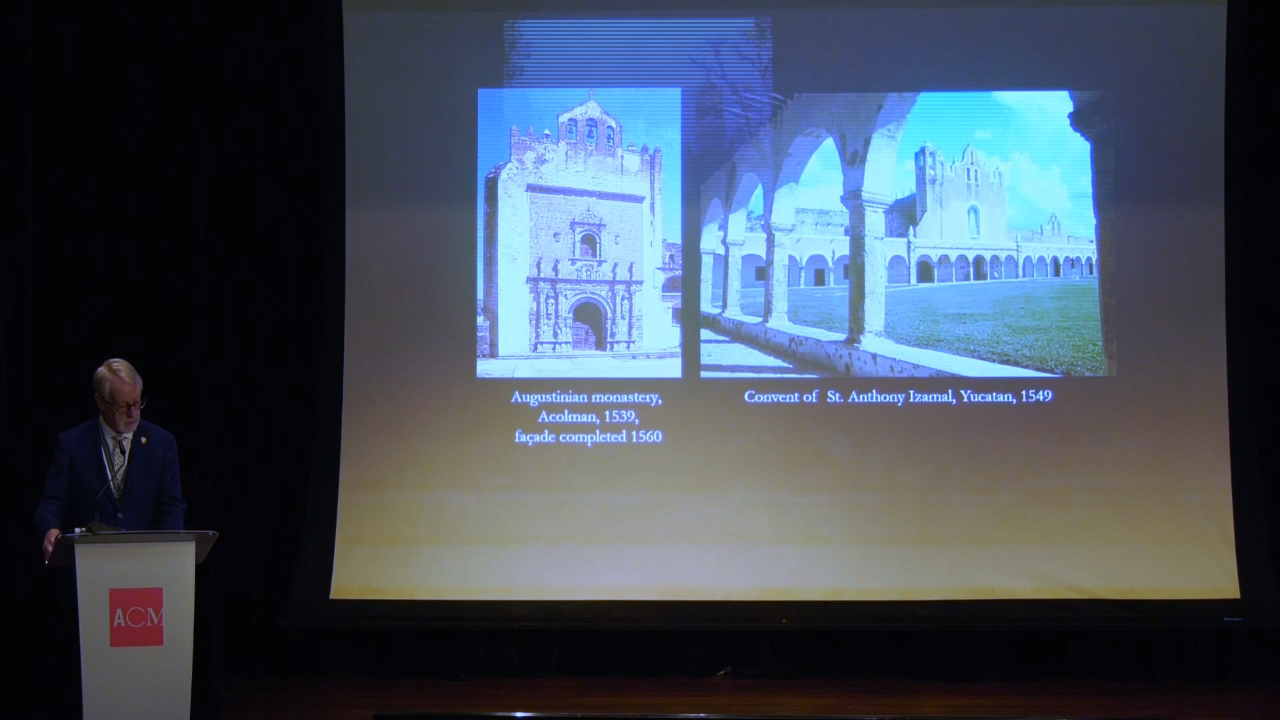 Augustinian monastery,
Acolman, 1539,
façade completed 1560
Convent of St. Anthony Izamal, Yucatan, 1549
ACM